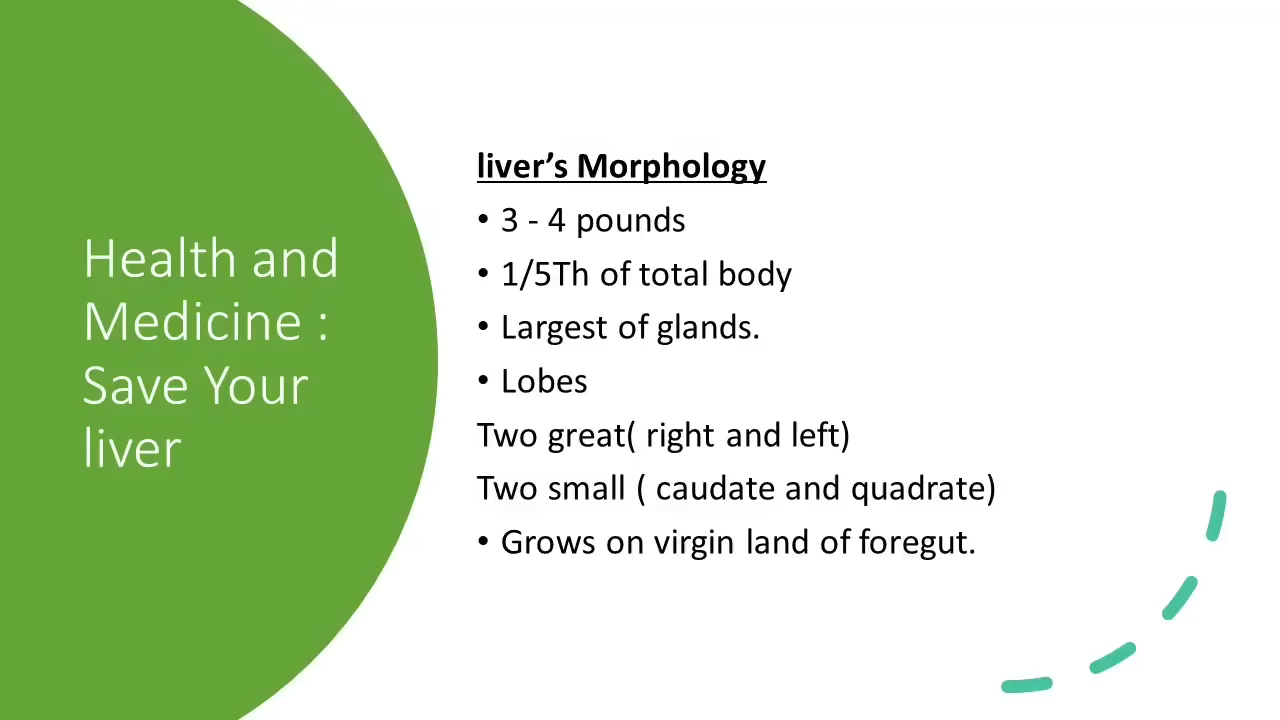 Health and
Medicine :
Save Your
liver
liver’s Morphology
• 3 - 4 pounds
• 1/5Th of total body
• Largest of glands.
• Lobes
Two great( right and left)
Two small ( caudate and quadrate)
• Grows on virgin land of foregut.